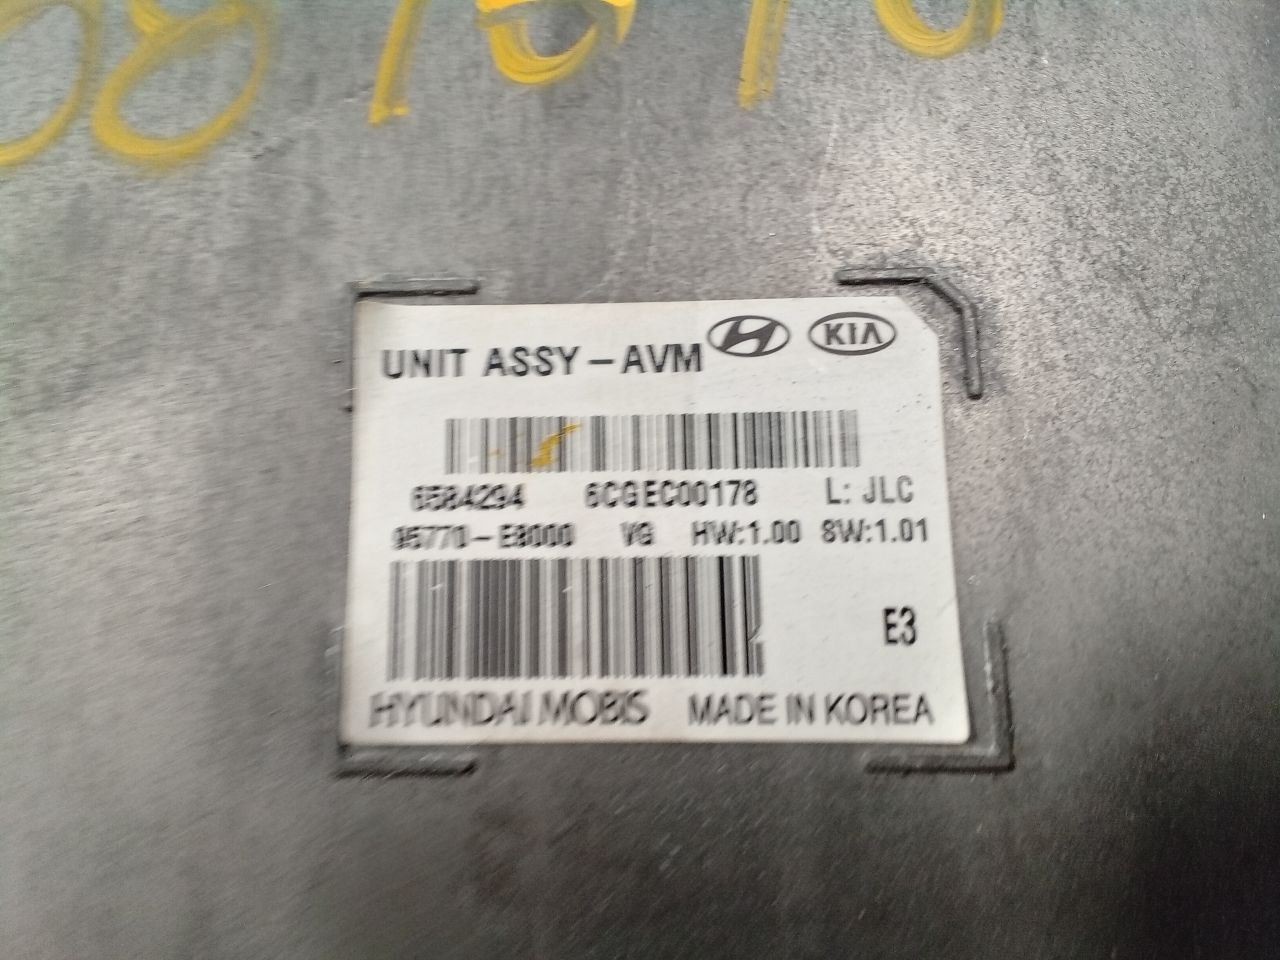 UNIT ASSY-AVM
KIA
6584294 6CGEC00178 L: JLC
95770-E9000 VG HW:1.00 SW:1.01
E3
HYUNDAI MOBIS MADE IN KOREA